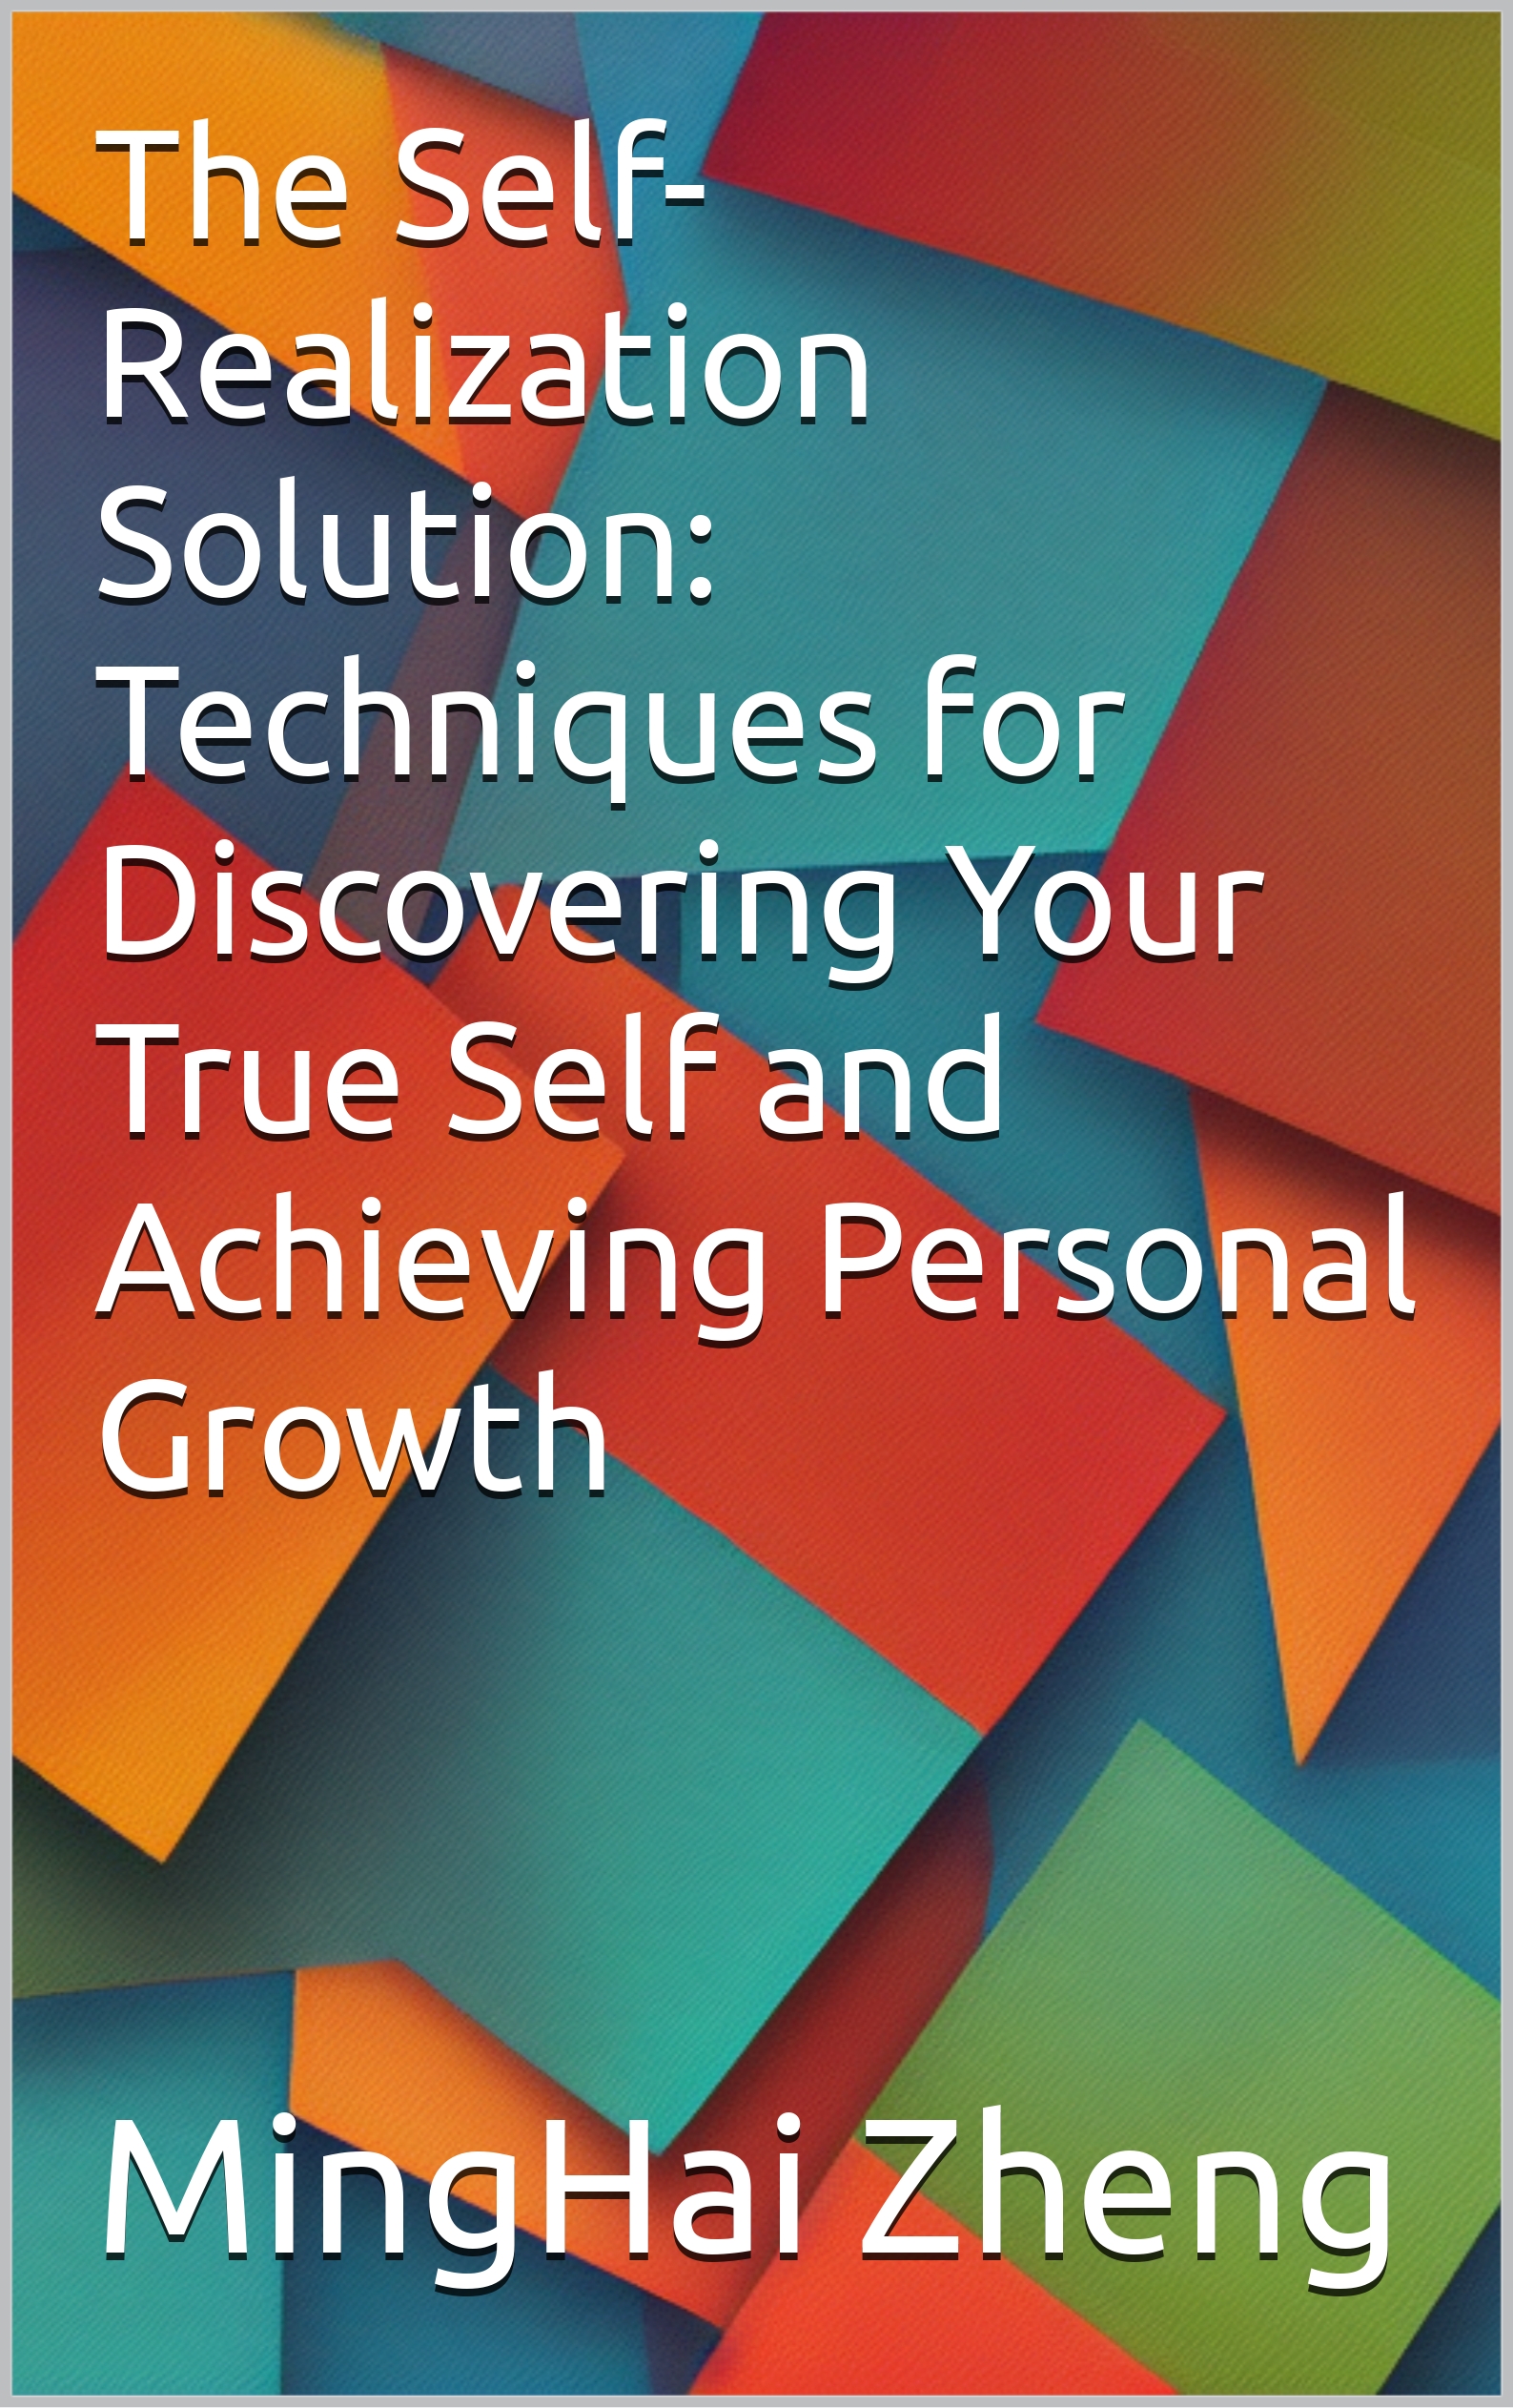 The Self-
Realization
Solution:
Techniques for
Discovering Your
True Self and
Achieving Personal
Growth
MingHai Zheng